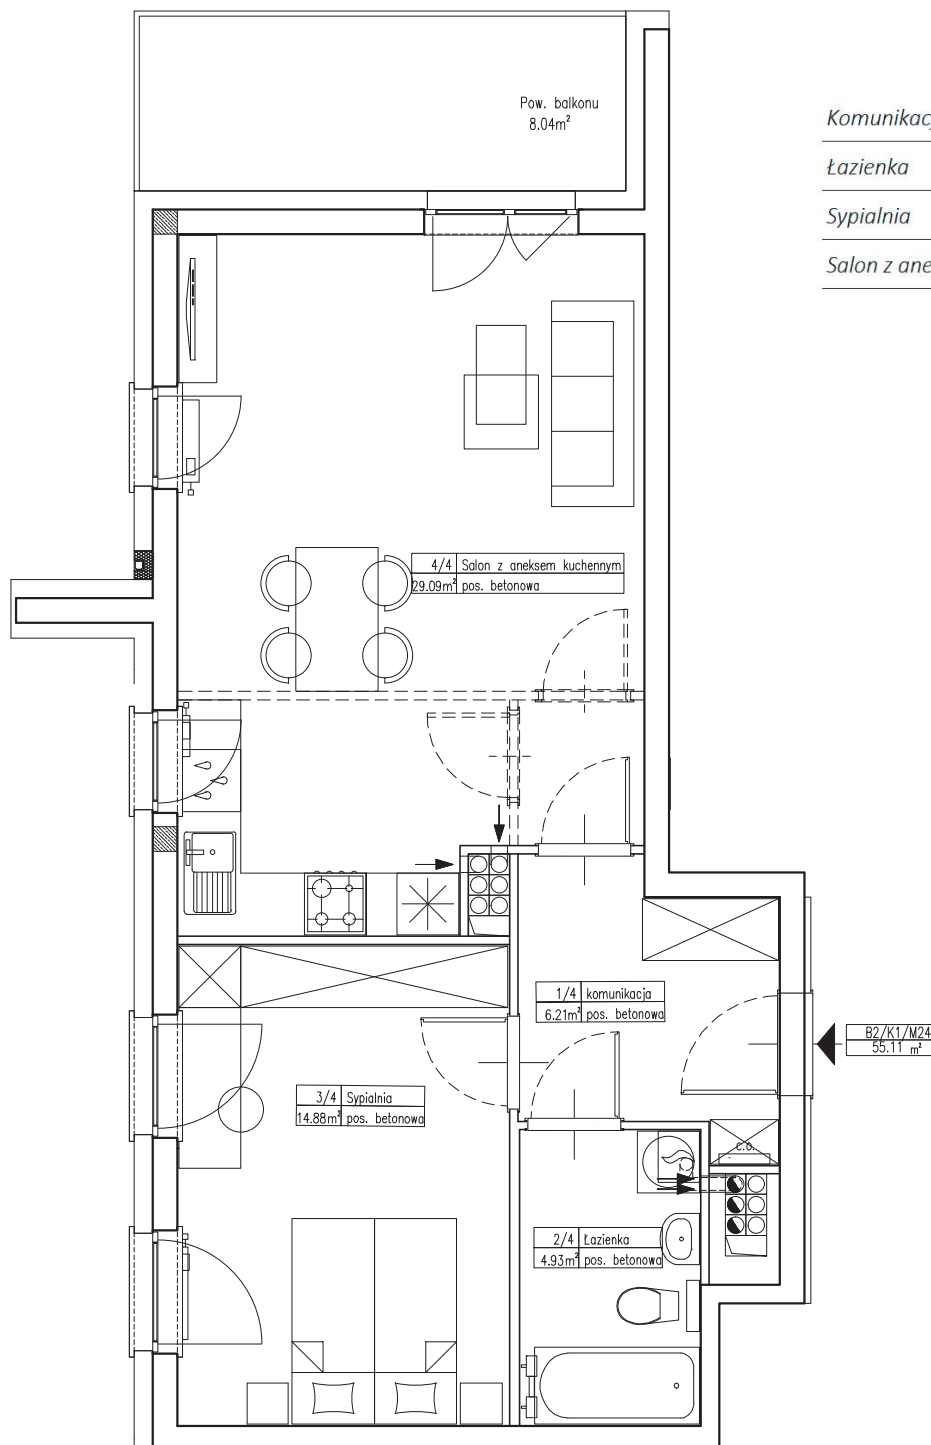 Pow. balkonu
8.04m²
Komunikac
Łazienka
Sypialnia
Salon z ane
4/4 Salon z aneksem kuchennym
29.09m² pos. betonowa
1/4 komunikacja
6.21m² pos. betonowa
B2/K1/M24
55.11 m²
3/4 Sypialnia
14.88m² pos. betonowa
c.o.
2/4 Łazienka
4.93m² pos. betonowa